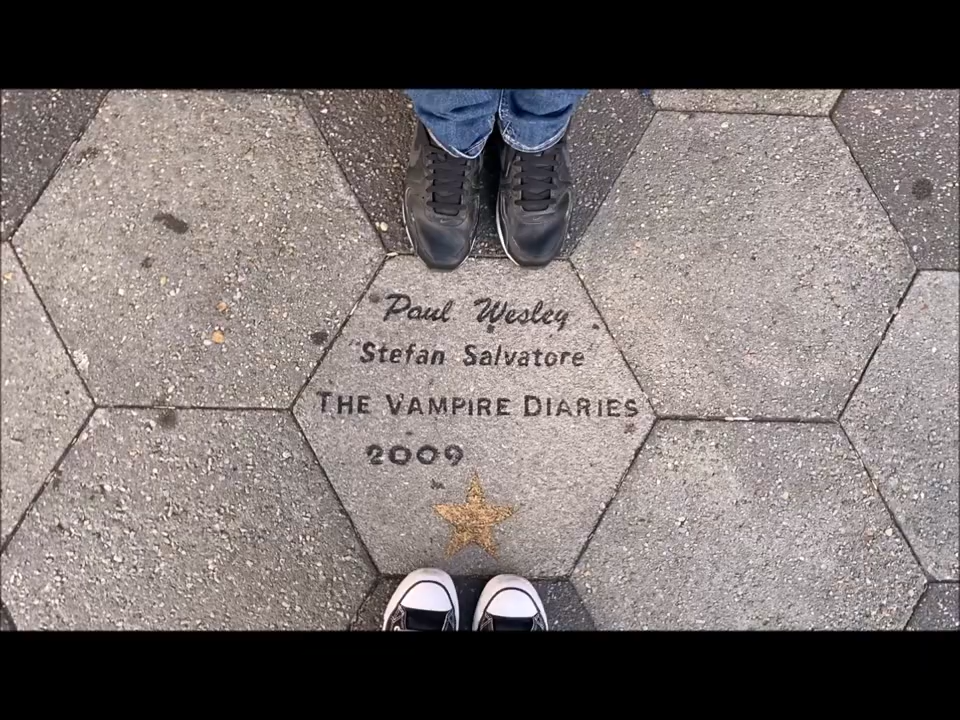 Paul Wesley
"Stefan Salvatore"
THE VAMPIRE DIARIES
2009